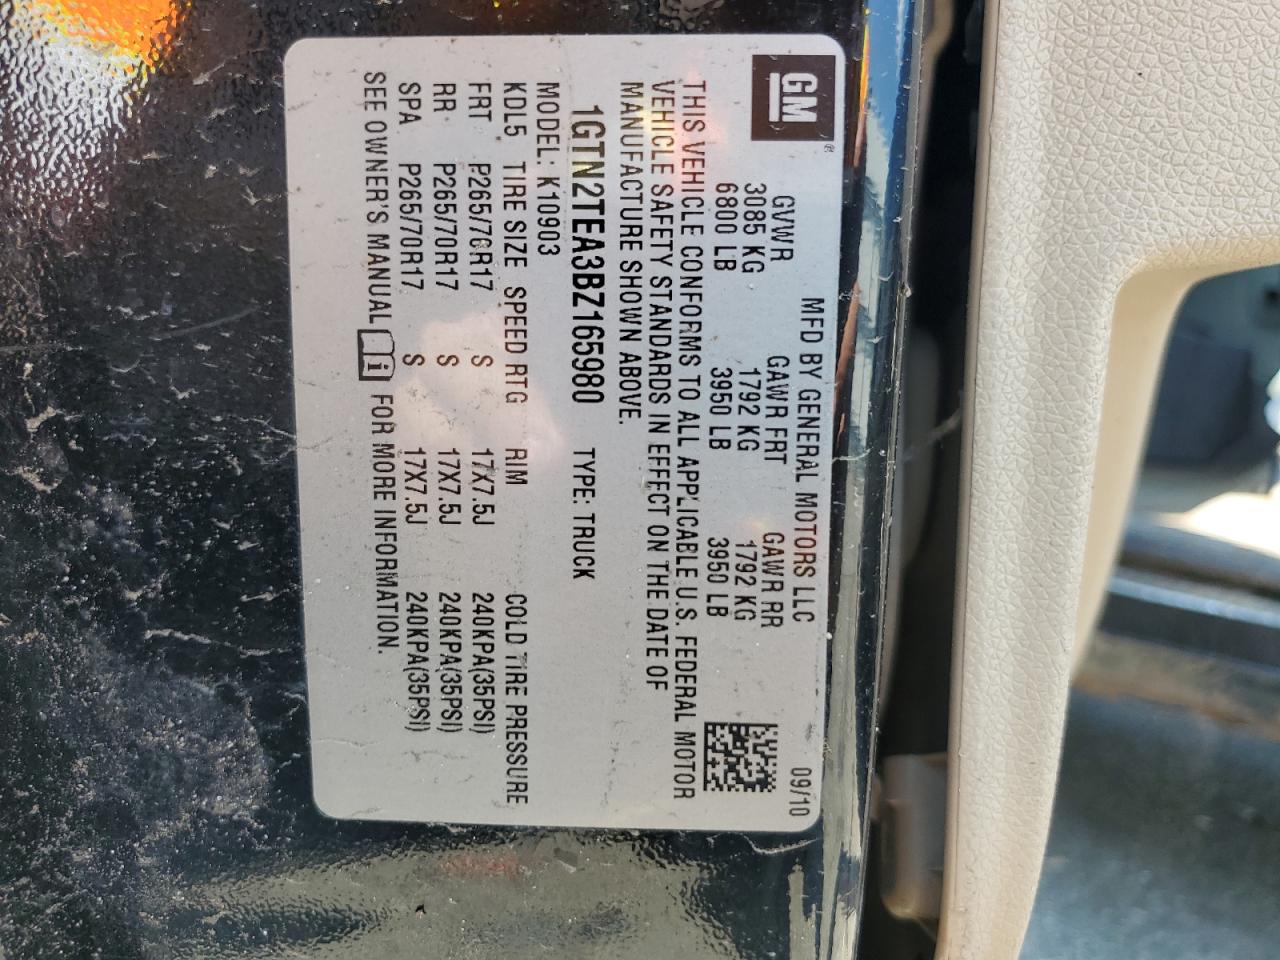 GM®
MFD BY GENERAL MOTORS LLC 09/10
GVWR GAWR FRT GAWR RR
3085 KG 1792 KG 1792 KG
6800 LB 3950 LB 3950 LB
THIS VEHICLE CONFORMS TO ALL APPLICABLE U.S. FEDERAL MOTOR
VEHICLE SAFETY STANDARDS IN EFFECT ON THE DATE OF
MANUFACTURE SHOWN ABOVE.
1GTN2TEA3BZ165980 TYPE: TRUCK
MODEL: K10903
KDL5 TIRE SIZE SPEED RTG RIM COLD TIRE PRESSURE
FRT P265/70R17 S 17X7.5J 240KPA(35PSI)
RR P265/70R17 S 17X7.5J 240KPA(35PSI)
SPA P265/70R17 S 17X7.5J 240KPA(35PSI)
SEE OWNER'S MANUAL i FOR MORE INFORMATION.